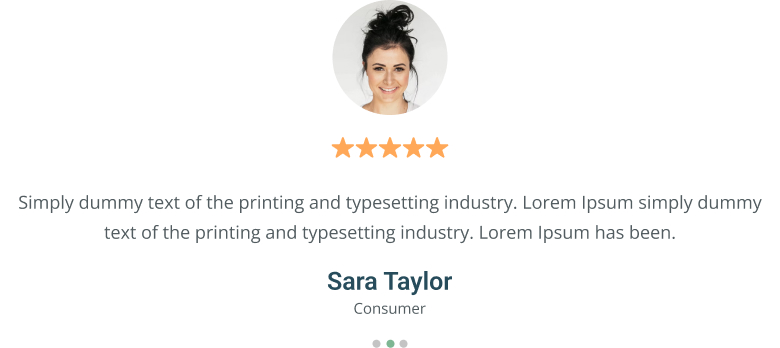 Simply dummy text of the printing and typesetting industry. Lorem Ipsum simply dummy
text of the printing and typesetting industry. Lorem Ipsum has been.
Sara Taylor
Consumer